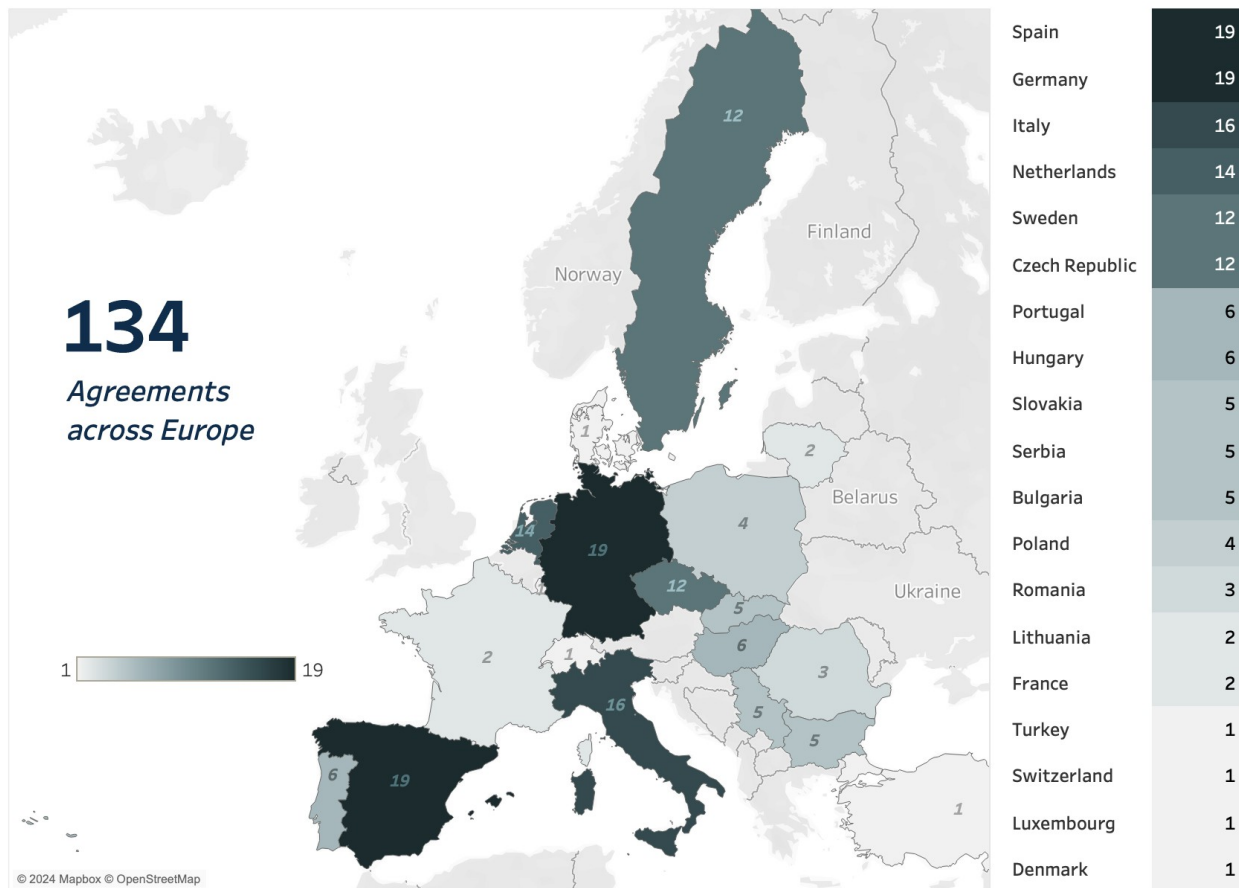 134
Agreements
across Europe
1
19
12
Norway
Finland
1
2
Belarus
14
19
4
12
Ukraine
5
6
2
1
3
16
5
5
6
19
1
© 2024 Mapbox © OpenStreetMap
Spain 19
Germany 19
Italy 16
Netherlands 14
Sweden 12
Czech Republic 12
Portugal 6
Hungary 6
Slovakia 5
Serbia 5
Bulgaria 5
Poland 4
Romania 3
Lithuania 2
France 2
Turkey 1
Switzerland 1
Luxembourg 1
Denmark 1